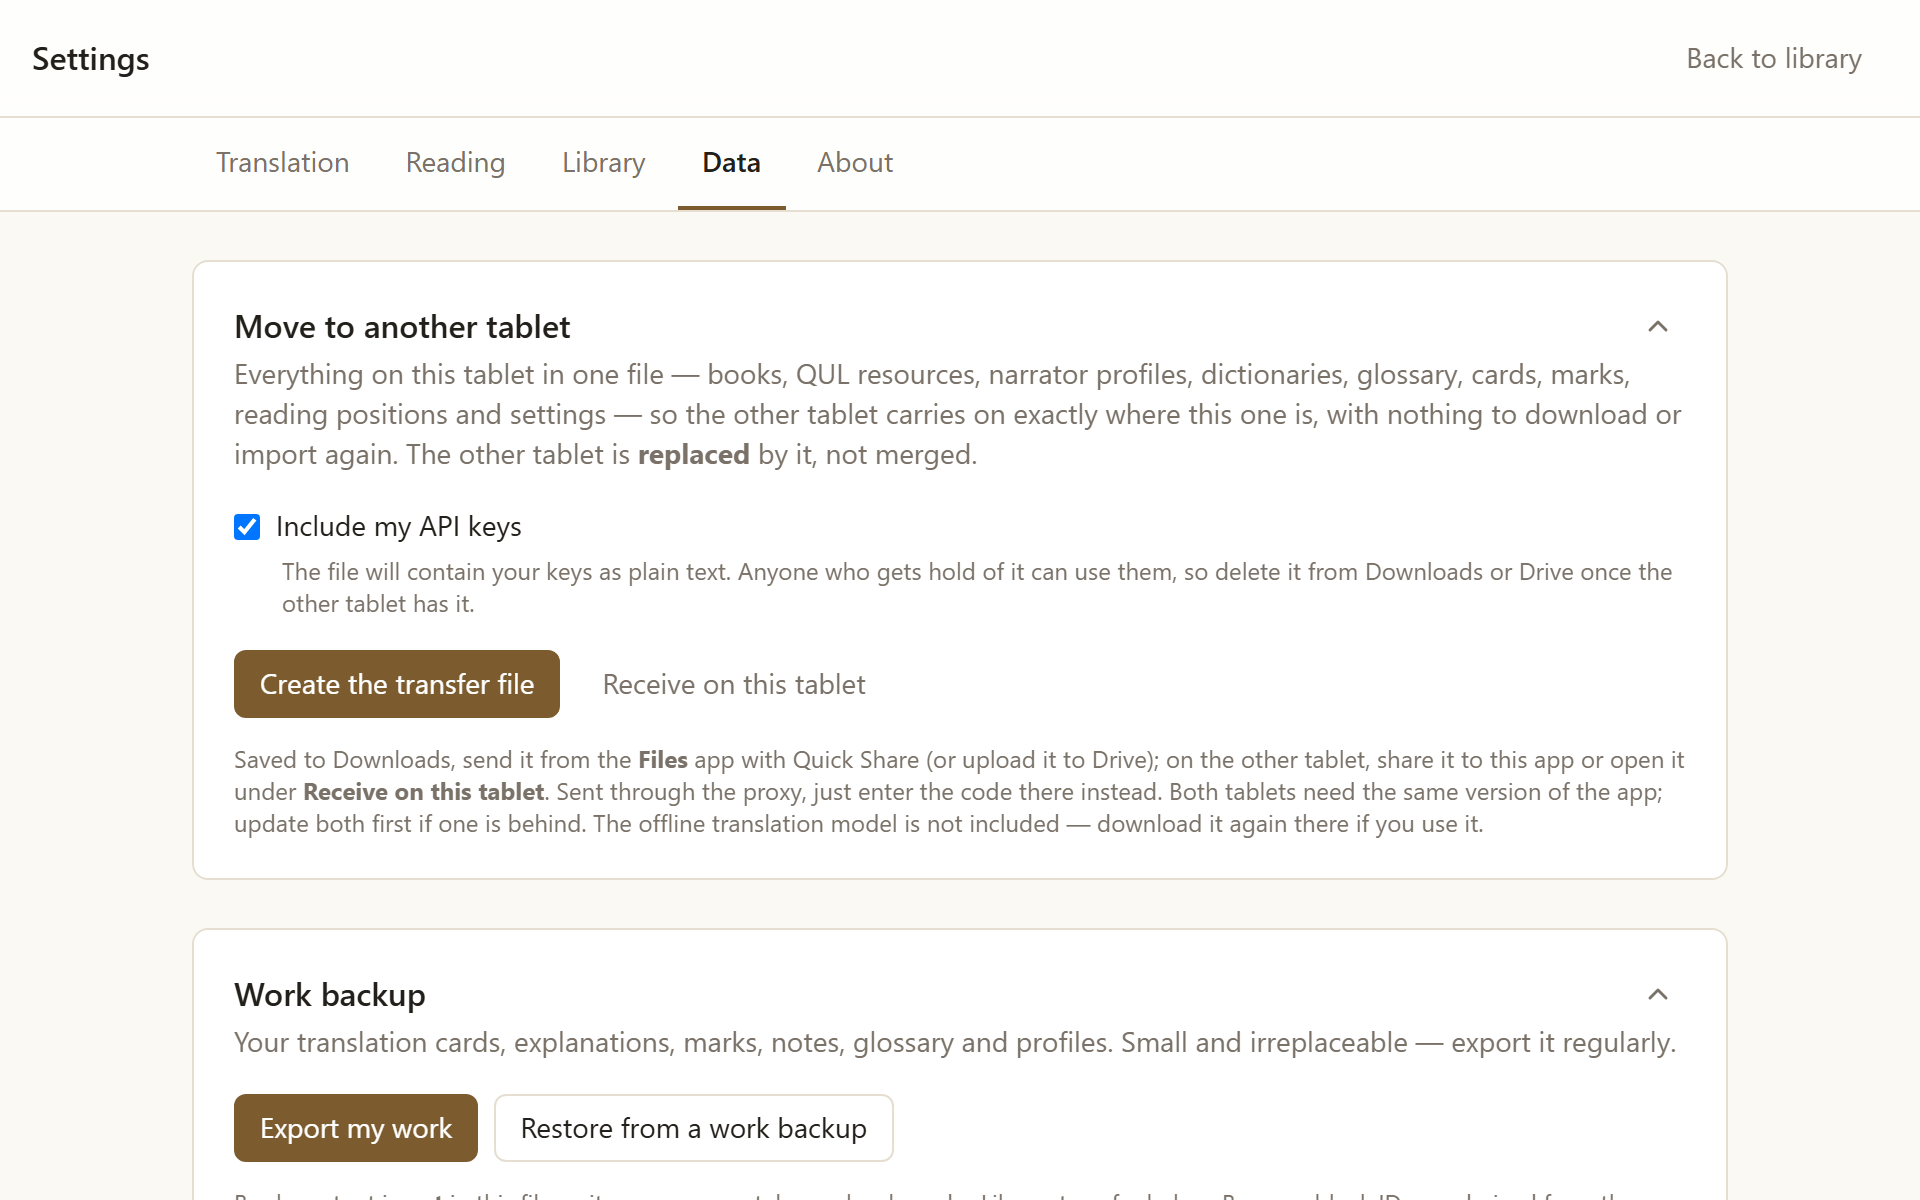 Settings
Back to library
Translation
Reading
Library
Data
About
Move to another tablet
Everything on this tablet in one file — books, QUL resources, narrator profiles, dictionaries, glossary, cards, marks,
reading positions and settings — so the other tablet carries on exactly where this one is, with nothing to download or
import again. The other tablet is replaced by it, not merged.
Include my API keys
The file will contain your keys as plain text. Anyone who gets hold of it can use them, so delete it from Downloads or Drive once the
other tablet has it.
Create the transfer file
Receive on this tablet
Saved to Downloads, send it from the Files app with Quick Share (or upload it to Drive); on the other tablet, share it to this app or open it
under Receive on this tablet. Sent through the proxy, just enter the code there instead. Both tablets need the same version of the app;
update both first if one is behind. The offline translation model is not included — download it again there if you use it.
Work backup
Your translation cards, explanations, marks, notes, glossary and profiles. Small and irreplaceable — export it regularly.
Export my work
Restore from a work backup